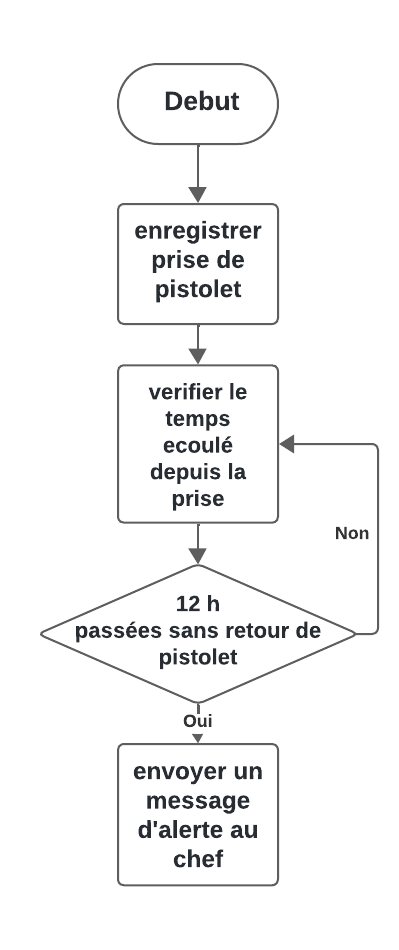 Debut
enregistrer
prise de
pistolet
verifier le
temps
ecoulé
depuis la
prise
Non
12 h
passées sans retour de
pistolet
Oui
envoyer un
message
d'alerte au
chef